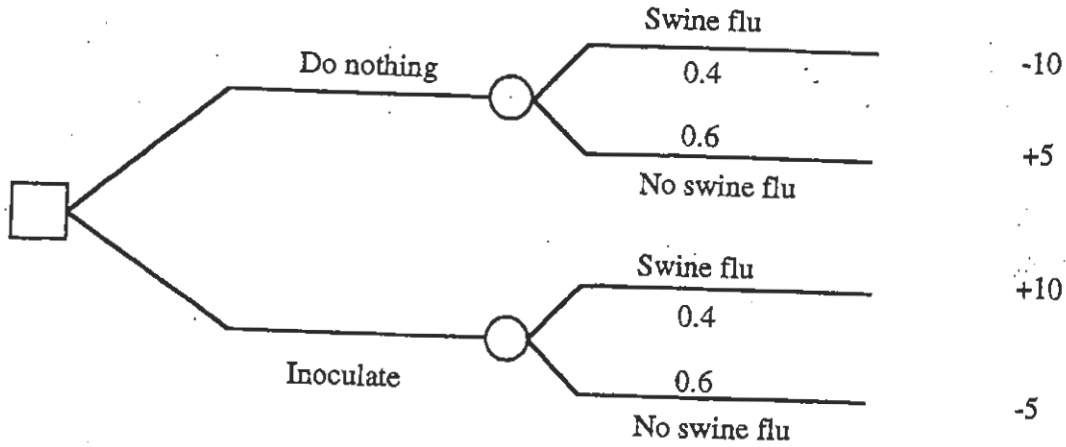 Swine flu
Do nothing
0.4
-10
0.6
+5
No swine flu
Swine flu
+10
0.4
Inoculate
0.6
-5
No swine flu